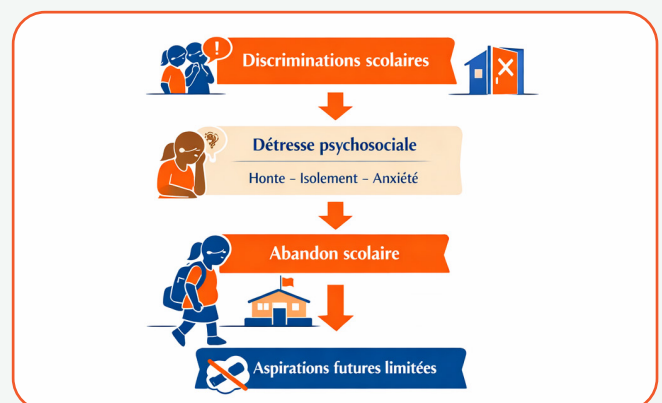 !
Discriminations scolaires
Détresse psychosociale
Honte – Isolement – Anxiété
Abandon scolaire
Aspirations futures limitées